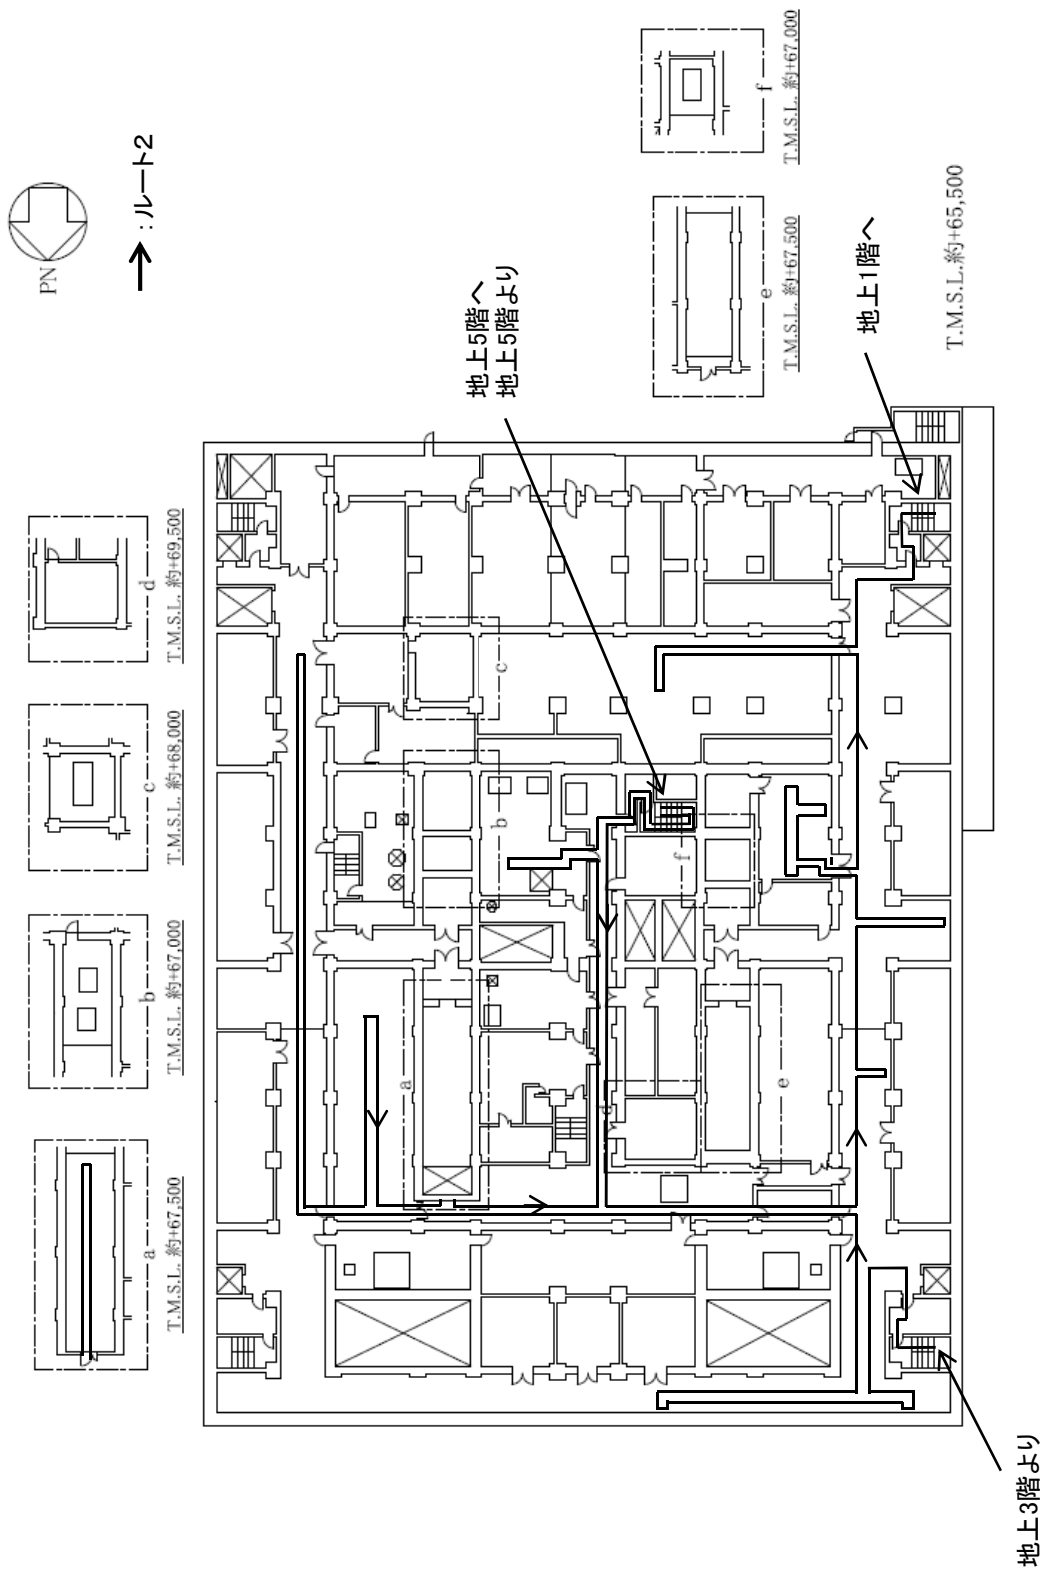 PN
→:ルート2
a
T.M.S.L. 約+67,500
b
T.M.S.L. 約+67,000
c
T.M.S.L. 約+68,000
d
T.M.S.L. 約+69,500
e
T.M.S.L. 約+67,500
f
T.M.S.L. 約+67,000
地上5階へ
地上5階より
地上1階へ
地上3階より
a
b
c
d
e
f
T.M.S.L.約+65,500